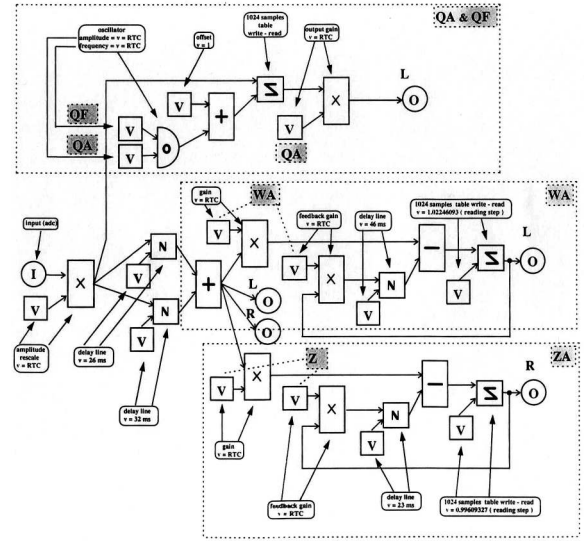 QA & QF
oscillator
amplitude = v = RTC
frequency = v = RTC
offset
v = 1
1024 samples
table
write - read
output gain
v = RTC
L
Σ
O
X
V
+
QF
V
O
QA
V
V
QA
WA
gain
v = RTC
WA
1024 samples table write - read
v = 1.02246093 ( reading step )
feedback gain
v = RTC
delay line
v = 46 ms
L
input (adc)
V
X
N
−
Σ
O
V
X
N
I
X
V
+
L
O
V
V
V
N
R
O
V
amplitude
rescale
v = RTC
delay line
v = 26 ms
Z
ZA
X
R
V
V
−
Σ
O
delay line
v = 32 ms
X
N
V
V
gain
v = RTC
feedback gain
v = RTC
delay line
v = 23 ms
1024 samples table write - read
v = 0.99609327 ( reading step )